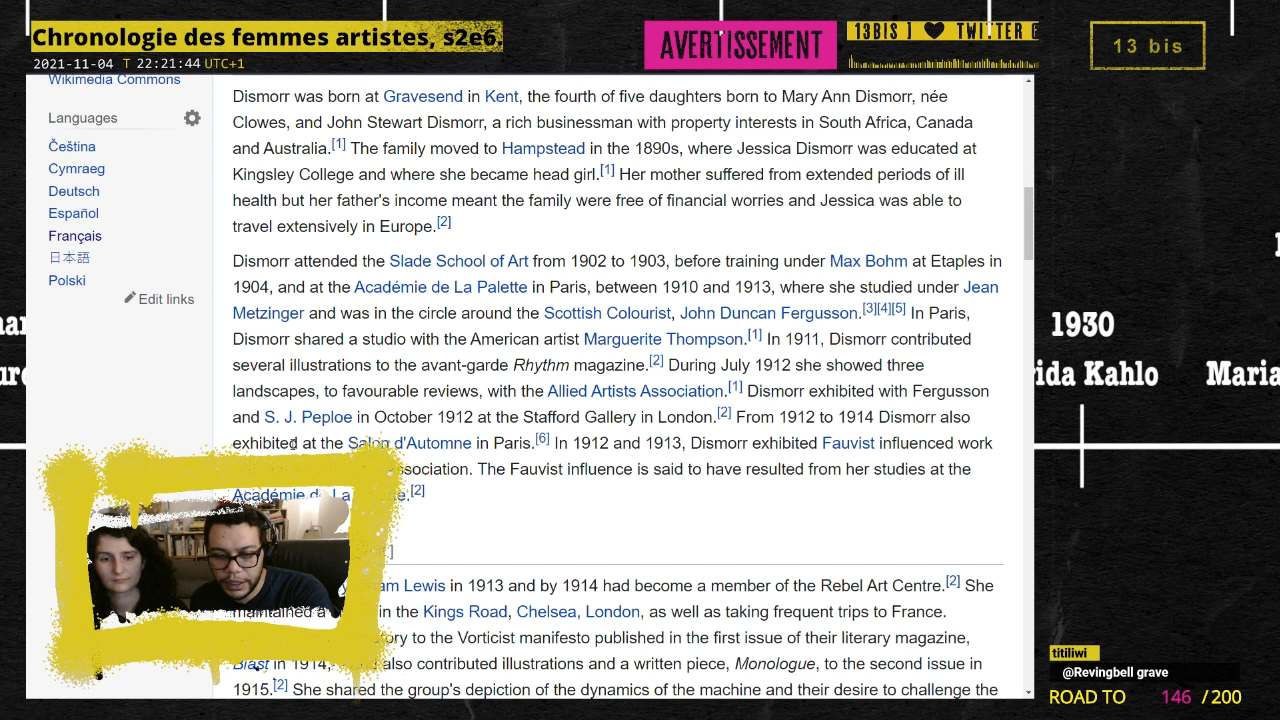 Chronologie des femmes artistes, s2e6
2021-11-04 T 22:21:44 UTC+1
AVERTISSEMENT
13BIS ] ♥ TWITTER
13 bis
Wikimedia Commons
Languages
Čeština
Cymraeg
Deutsch
Español
Français
日本語
Polski
Edit links
Dismorr was born at Gravesend in Kent, the fourth of five daughters born to Mary Ann Dismorr, née
Clowes, and John Stewart Dismorr, a rich businessman with property interests in South Africa, Canada
and Australia.[1] The family moved to Hampstead in the 1890s, where Jessica Dismorr was educated at
Kingsley College and where she became head girl.[1] Her mother suffered from extended periods of ill
health but her father's income meant the family were free of financial worries and Jessica was able to
travel extensively in Europe.[2]
Dismorr attended the Slade School of Art from 1902 to 1903, before training under Max Bohm at Etaples in
1904, and at the Académie de La Palette in Paris, between 1910 and 1913, where she studied under Jean
Metzinger and was in the circle around the Scottish Colourist, John Duncan Fergusson.[3][4][5] In Paris,
Dismorr shared a studio with the American artist Marguerite Thompson.[1] In 1911, Dismorr contributed
several illustrations to the avant-garde Rhythm magazine.[2] During July 1912 she showed three
landscapes, to favourable reviews, with the Allied Artists Association.[1] Dismorr exhibited with Fergusson
and S. J. Peploe in October 1912 at the Stafford Gallery in London.[2] From 1912 to 1914 Dismorr also
exhibited at the Salon d'Automne in Paris.[6] In 1912 and 1913, Dismorr exhibited Fauvist influenced work
ssociation. The Fauvist influence is said to have resulted from her studies at the
Académie d La e.[2]
]
am Lewis in 1913 and by 1914 had become a member of the Rebel Art Centre.[2] She
maintained a in the Kings Road, Chelsea, London, as well as taking frequent trips to France.
ory to the Vorticist manifesto published in the first issue of their literary magazine,
Blast in 1914, also contributed illustrations and a written piece, Monologue, to the second issue in
1915.[2] She shared the group's depiction of the dynamics of the machine and their desire to challenge the
1930
ida Kahlo
Maria
titiliwi
@Revingbell grave
ROAD TO 146 / 200